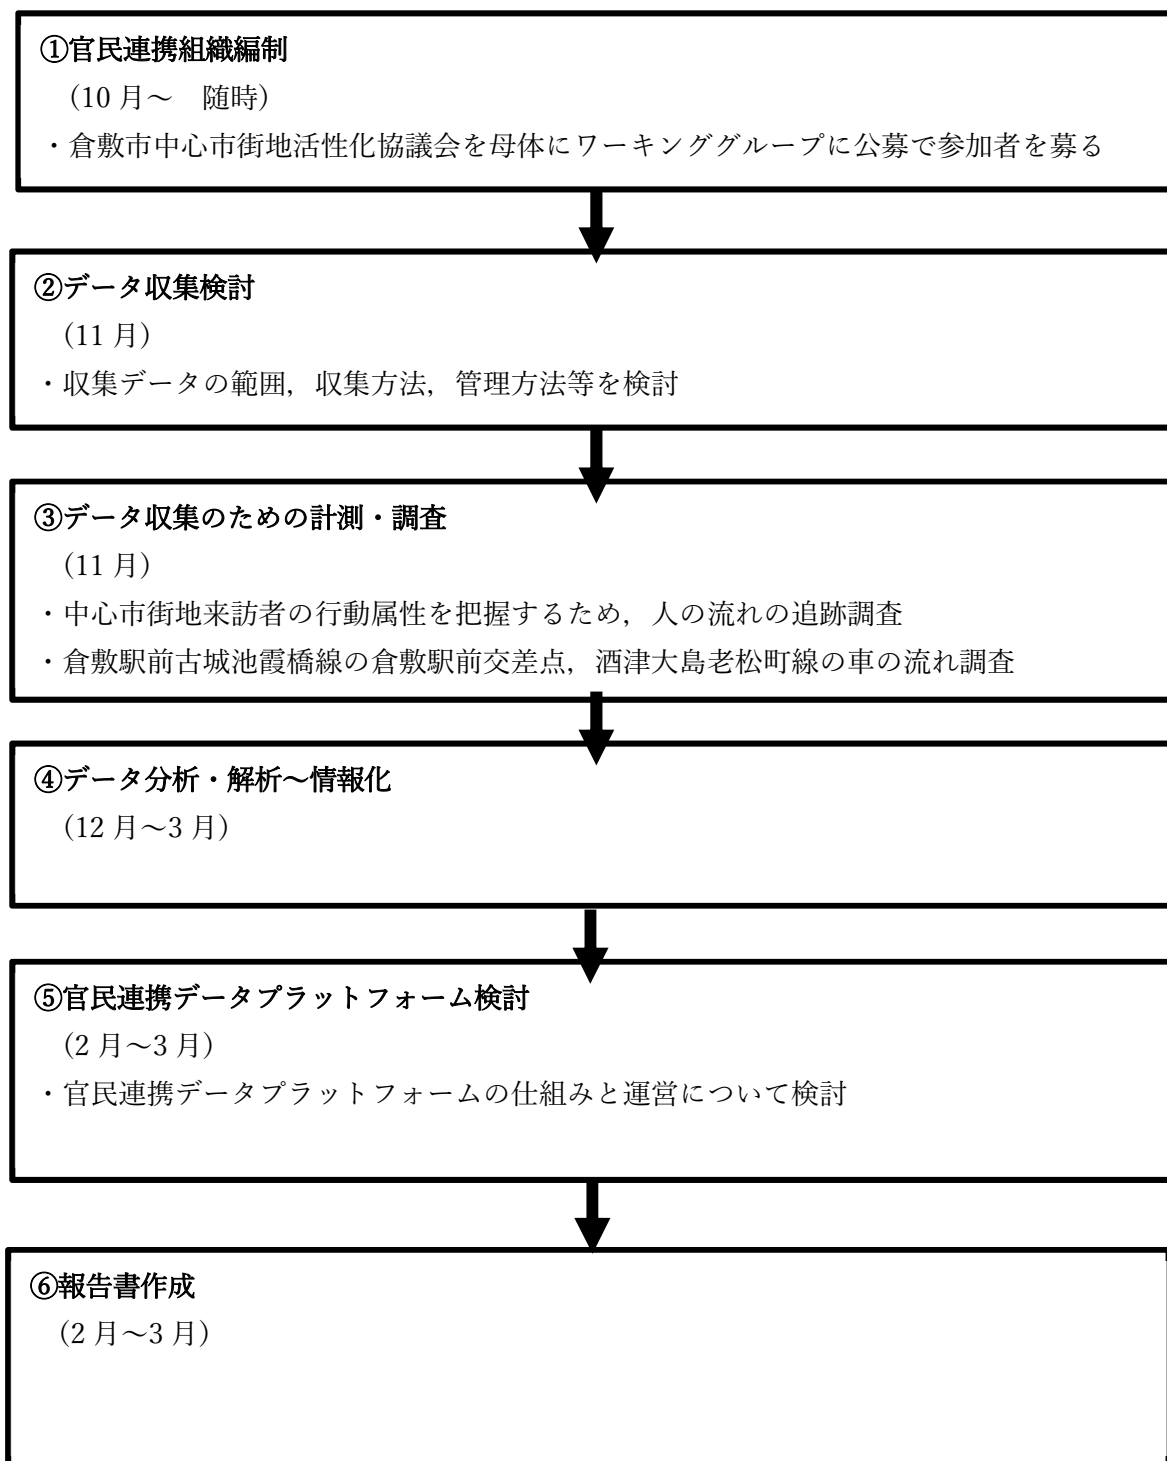 ①官民連携組織編制
(10 月～　随時)
・倉敷市中心市街地活性化協議会を母体にワーキンググループに公募で参加者を募る
②データ収集検討
(11 月)
・収集データの範囲，収集方法，管理方法等を検討
③データ収集のための計測・調査
(11 月)
・中心市街地来訪者の行動属性を把握するため，人の流れの追跡調査
・倉敷駅前古城池霞橋線の倉敷駅前交差点，酒津大島老松町線の車の流れ調査
④データ分析・解析～情報化
(12 月～3 月)
⑤官民連携データプラットフォーム検討
(2 月～3 月)
・官民連携データプラットフォームの仕組みと運営について検討
⑥報告書作成
(2 月～3 月)